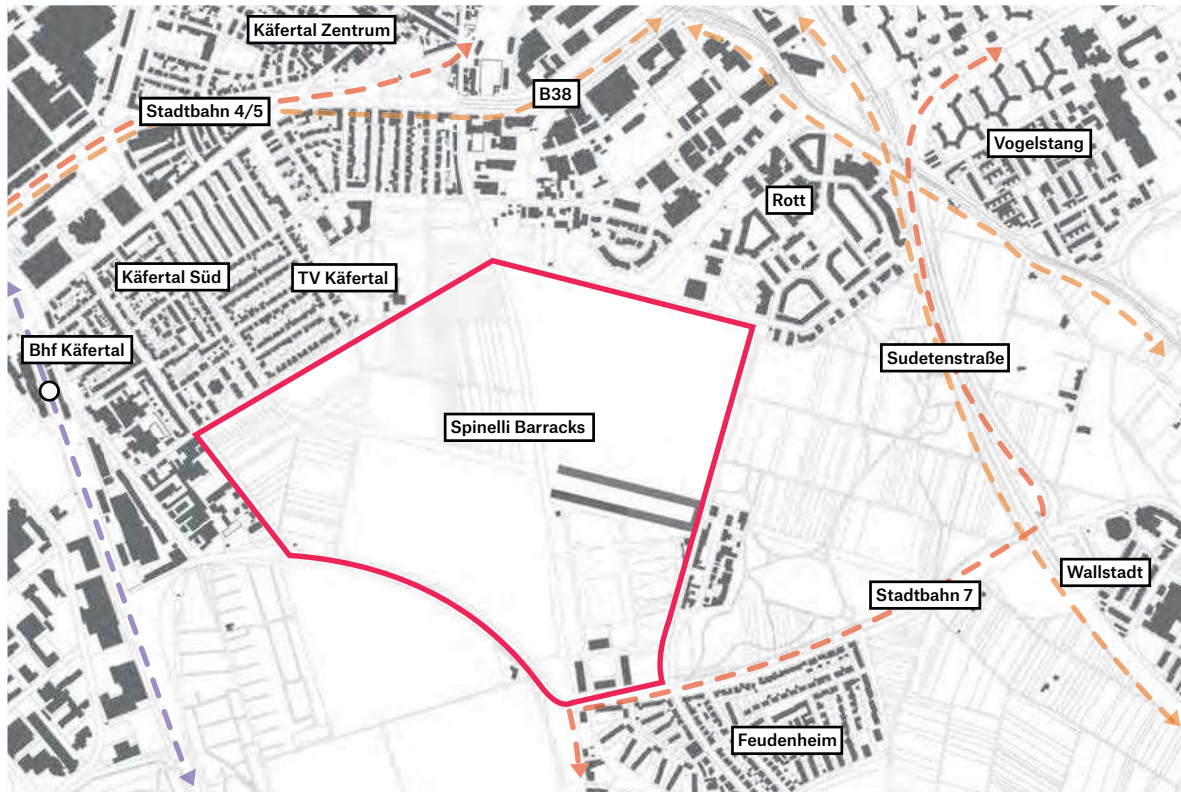 Käfertal Zentrum
B38
Stadtbahn 4/5
Vogelstang
Rott
Käfertal Süd
TV Käfertal
Bhf Käfertal
Sudetenstraße
Spinelli Barracks
Wallstadt
Stadtbahn 7
Feudenheim